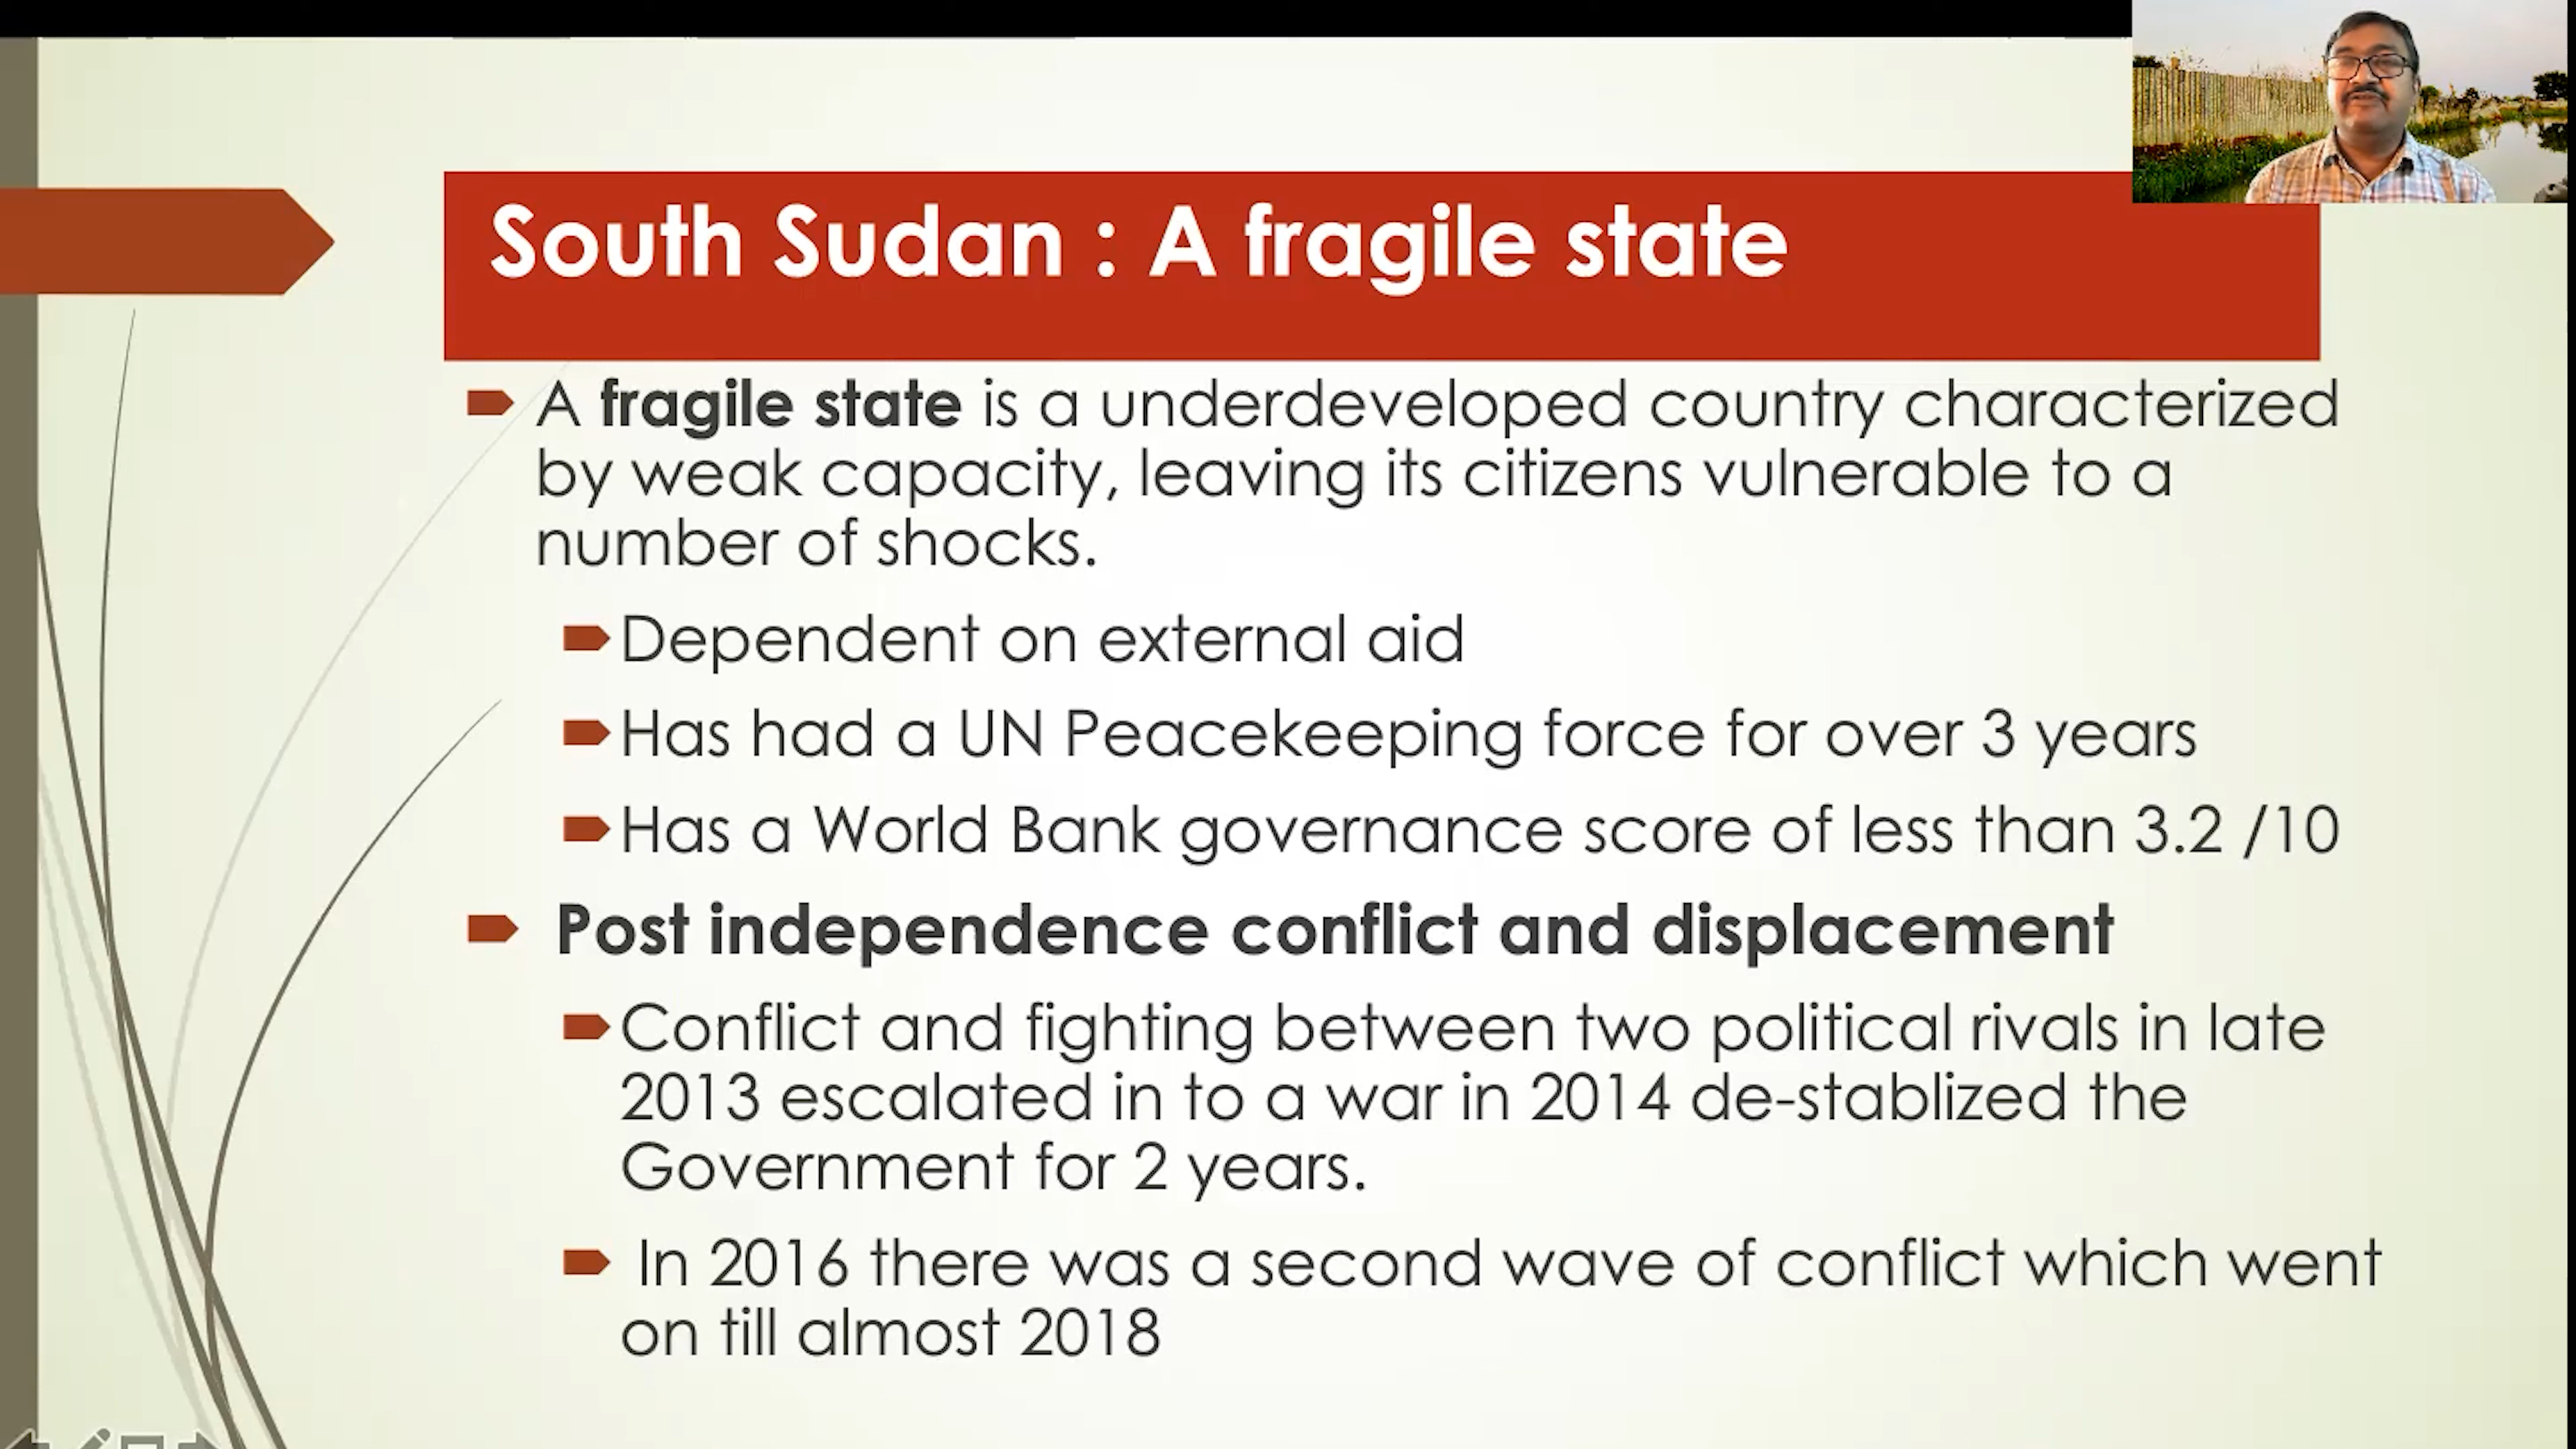 South Sudan : A fragile state
A fragile state is a underdeveloped country characterized
by weak capacity, leaving its citizens vulnerable to a
number of shocks.
Dependent on external aid
Has had a UN Peacekeeping force for over 3 years
Has a World Bank governance score of less than 3.2 /10
Post independence conflict and displacement
Conflict and fighting between two political rivals in late
2013 escalated in to a war in 2014 de-stablized the
Government for 2 years.
In 2016 there was a second wave of conflict which went
on till almost 2018